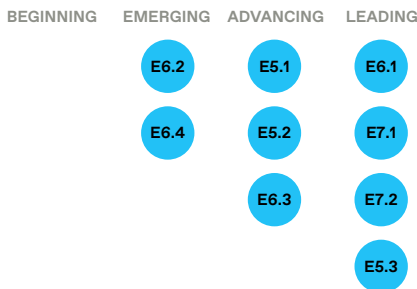 BEGINNING EMERGING ADVANCING LEADING
E6.2 E5.1 E6.1
E6.4 E5.2 E7.1
E6.3 E7.2
E5.3